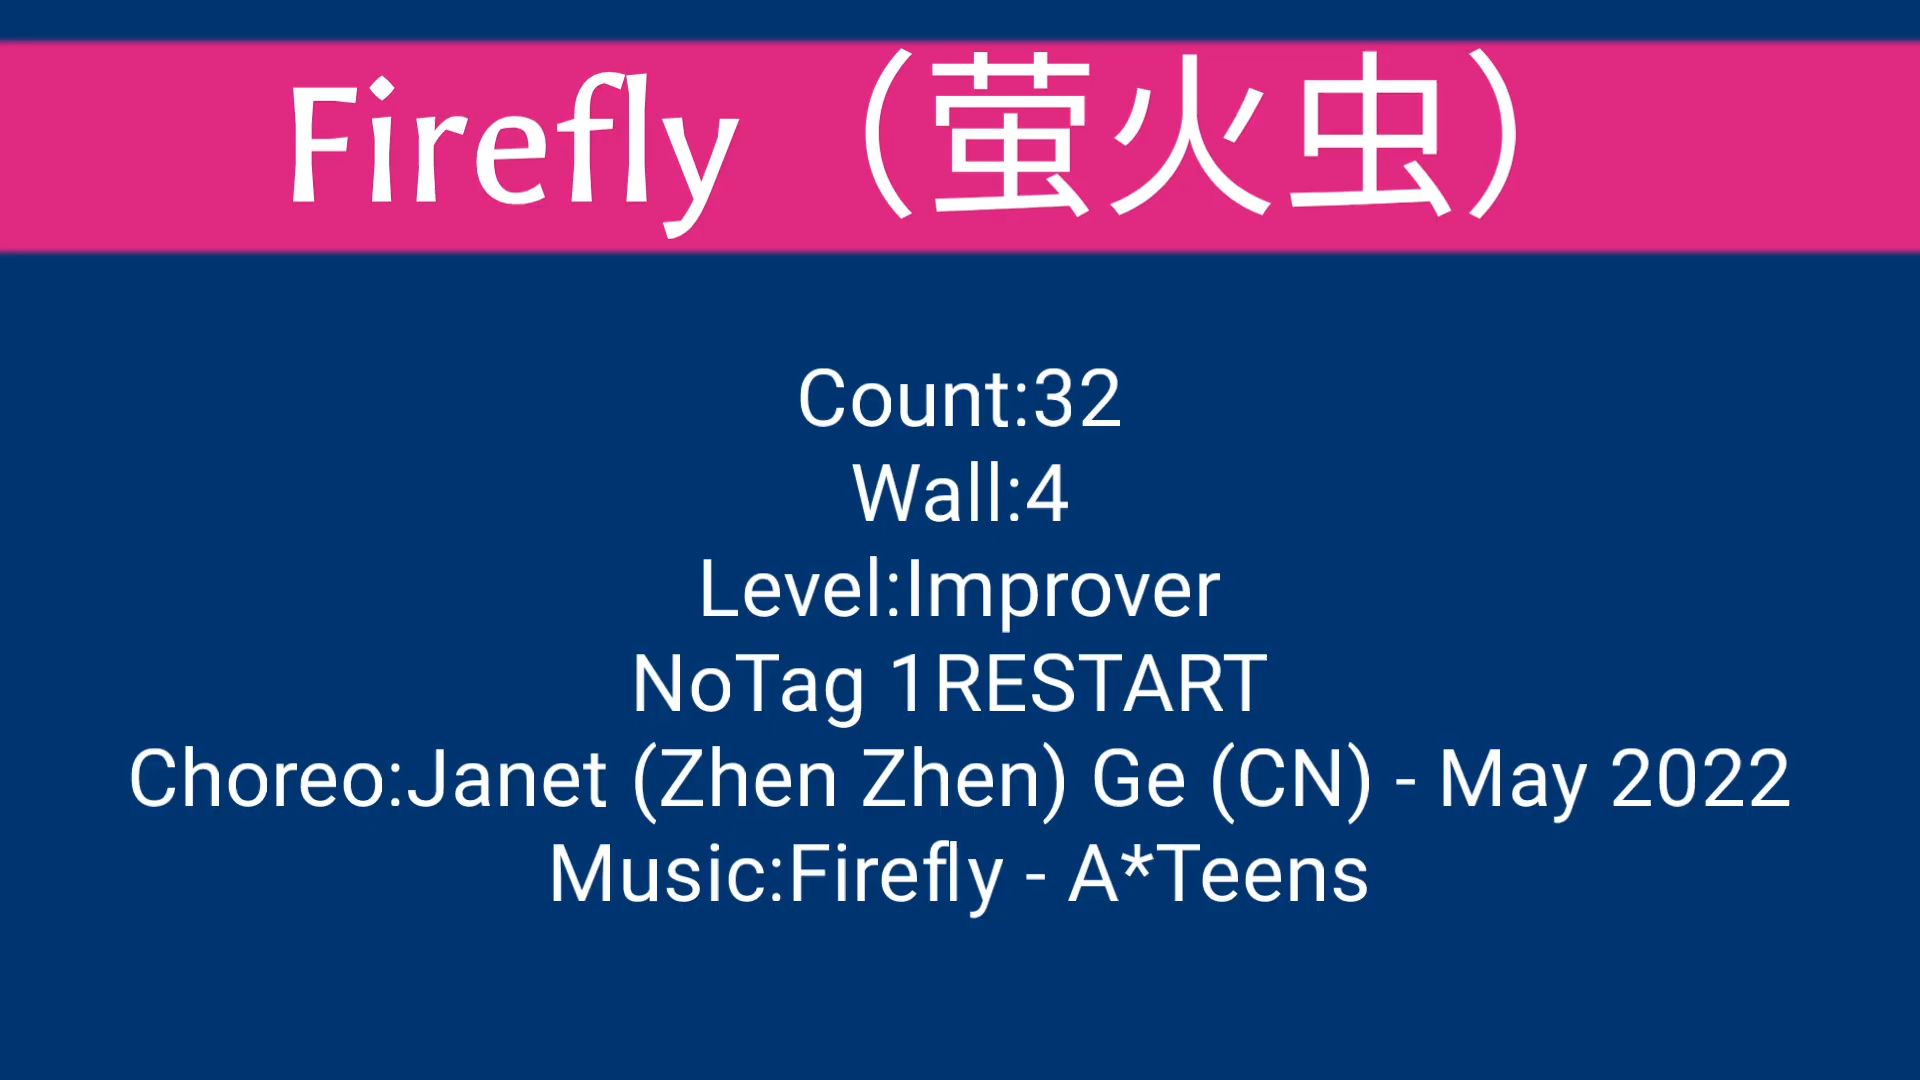 Firefly（萤火虫）
Count:32
Wall:4
Level:Improver
NoTag 1RESTART
Choreo:Janet (Zhen Zhen) Ge (CN) - May 2022
Music:Firefly - A*Teens